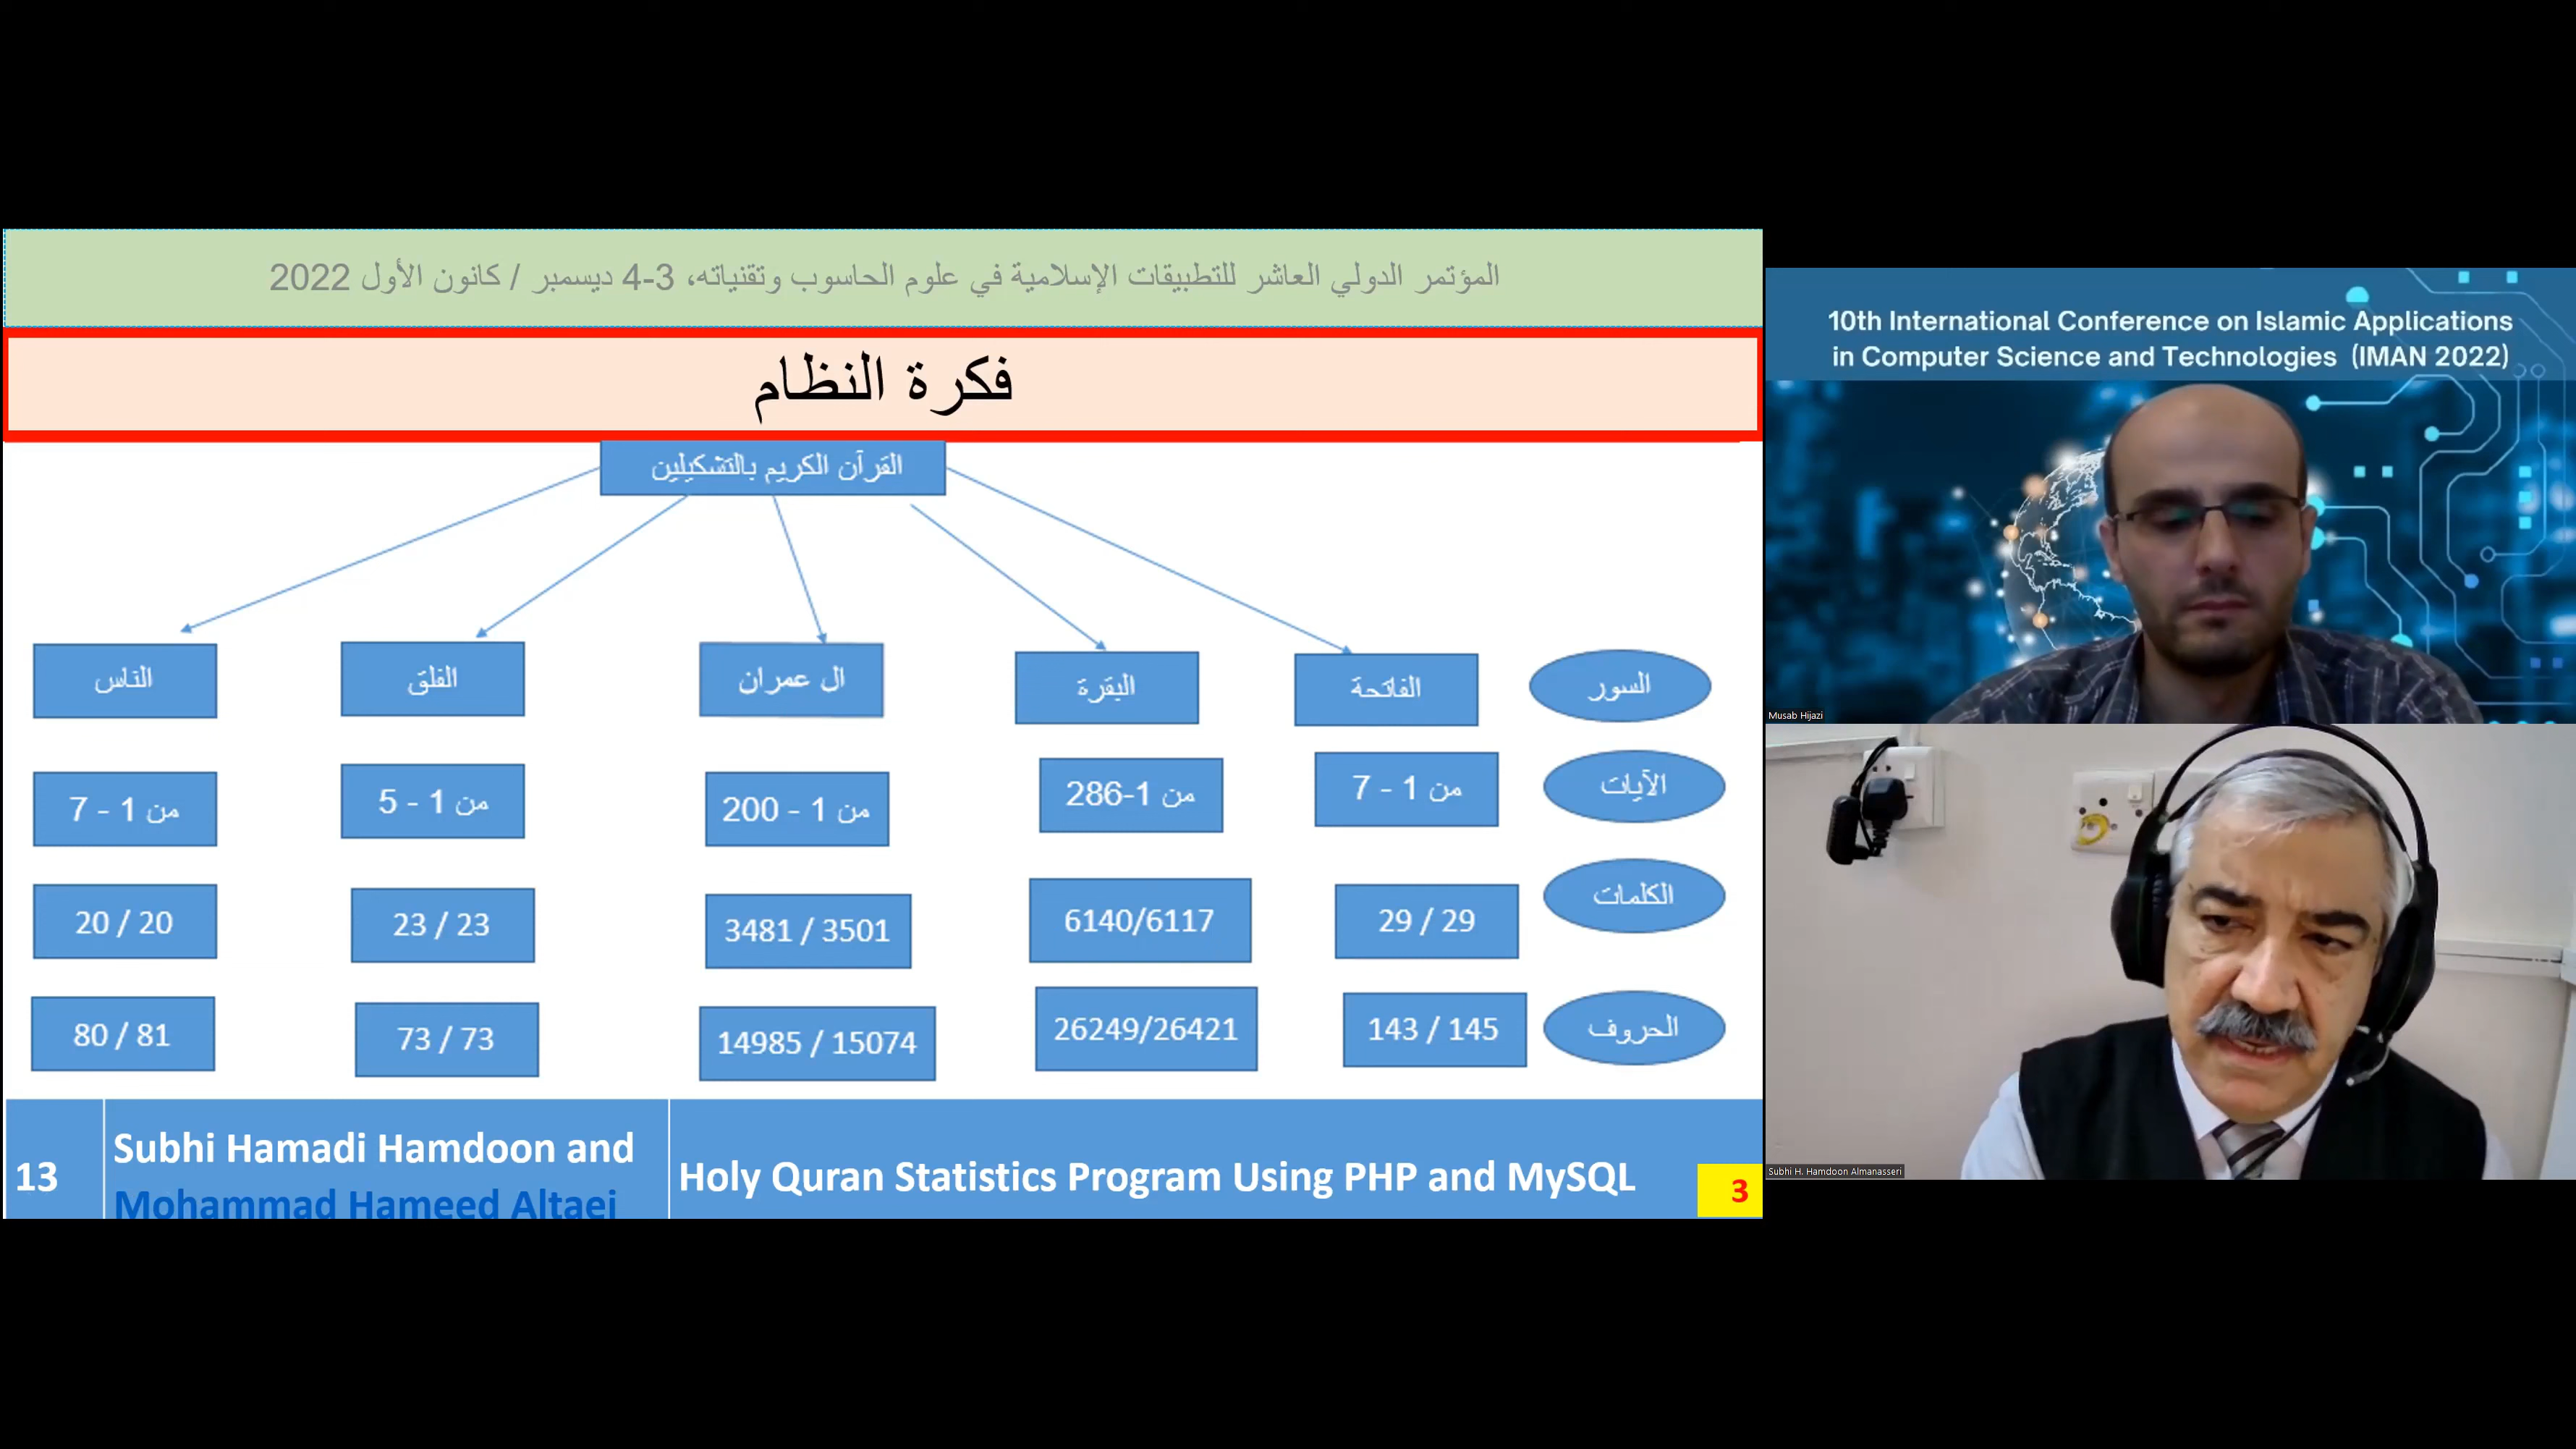 المؤتمر الدولي العاشر للتطبيقات الإسلامية في علوم الحاسوب وتقنياته، 3-4 ديسمبر / كانون الأول 2022
فكرة النظام
القرآن الكريم بالتشكيلين
السور
الفاتحة
البقرة
ال عمران
الفلق
الناس
الآيات
من 1 - 7
من 1-286
من 1 - 200
من 1 - 5
من 1 - 7
الكلمات
29 / 29
6140/6117
3481 / 3501
23 / 23
20 / 20
الحروف
143 / 145
26249/26421
14985 / 15074
73 / 73
80 / 81
13
Subhi Hamadi Hamdoon and
Mohammad Hameed Altaei
Holy Quran Statistics Program Using PHP and MySQL
3
10th International Conference on Islamic Applications
in Computer Science and Technologies (IMAN 2022)
Musab Hijazi
Subhi H. Hamdoon Almanasseri